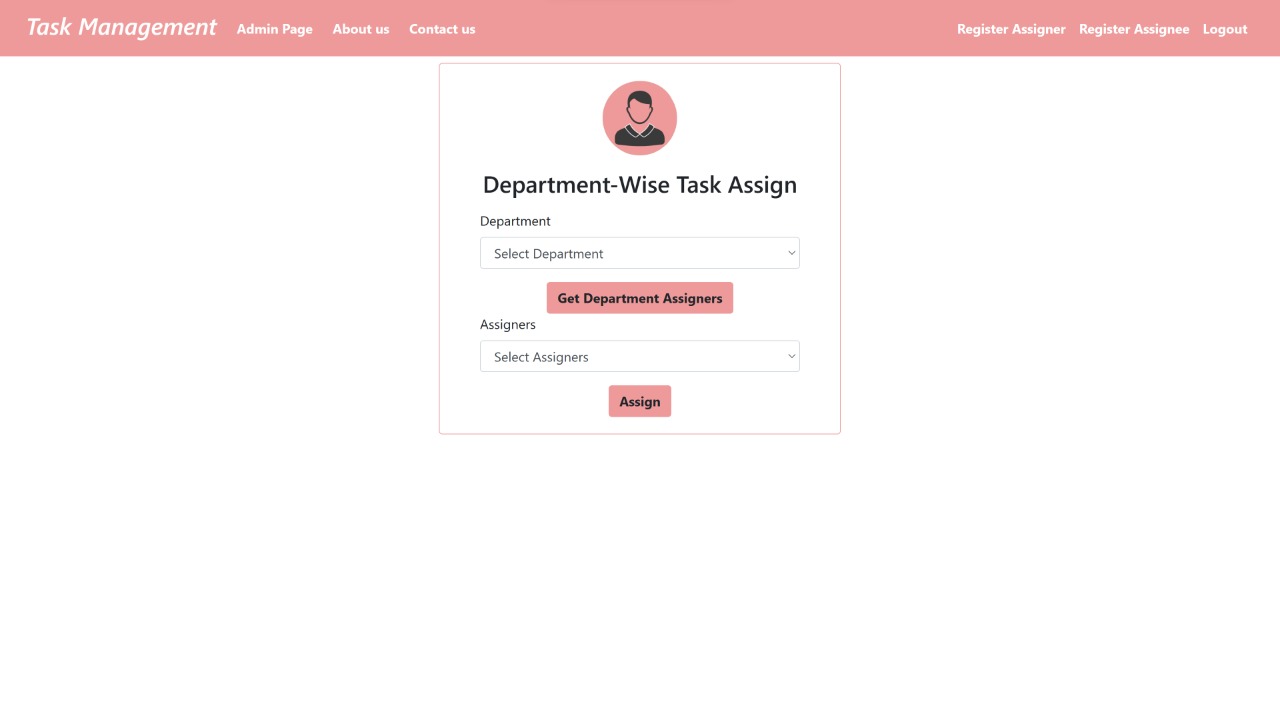 Task Management Admin Page About us Contact us Register Assigner Register Assignee Logout
Department-Wise Task Assign
Department
Select Department
Get Department Assigners
Assigners
Select Assigners
Assign